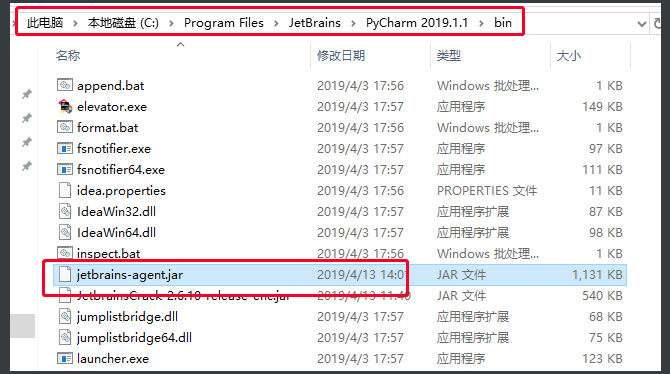 此电脑 > 本地磁盘 (C:) > Program Files > JetBrains > PyCharm 2019.1.1 > bin
名称 修改日期 类型 大小
append.bat 2019/4/3 17:56 Windows 批处理... 1 KB
elevator.exe 2019/4/3 17:57 应用程序 149 KB
format.bat 2019/4/3 17:56 Windows 批处理... 1 KB
fsnotifier.exe 2019/4/3 17:57 应用程序 97 KB
fsnotifier64.exe 2019/4/3 17:57 应用程序 111 KB
idea.properties 2019/4/3 17:56 PROPERTIES 文件 11 KB
IdeaWin32.dll 2019/4/3 17:57 应用程序扩展 87 KB
IdeaWin64.dll 2019/4/3 17:57 应用程序扩展 98 KB
inspect.bat 2019/4/3 17:56 Windows 批处理... 1 KB
jetbrains-agent.jar 2019/4/13 14:0 JAR 文件 1,131 KB
JetbrainsCrack-2.6.10-release-enc.jar 2019/4/13 11:40 JAR 文件 540 KB
jumplistbridge.dll 2019/4/3 17:57 应用程序扩展 68 KB
jumplistbridge64.dll 2019/4/3 17:57 应用程序扩展 75 KB
launcher.exe 2019/4/3 17:57 应用程序 123 KB